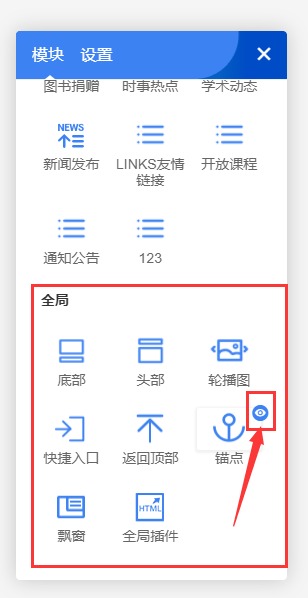 模块 设置
图书捐赠 时事热点 学术动态
NEWS
新闻发布 LINKS友情 开放课程
链接
通知公告 123
全局
底部 头部 轮播图
快捷入口 返回顶部 锚点
HTML
飘窗 全局插件